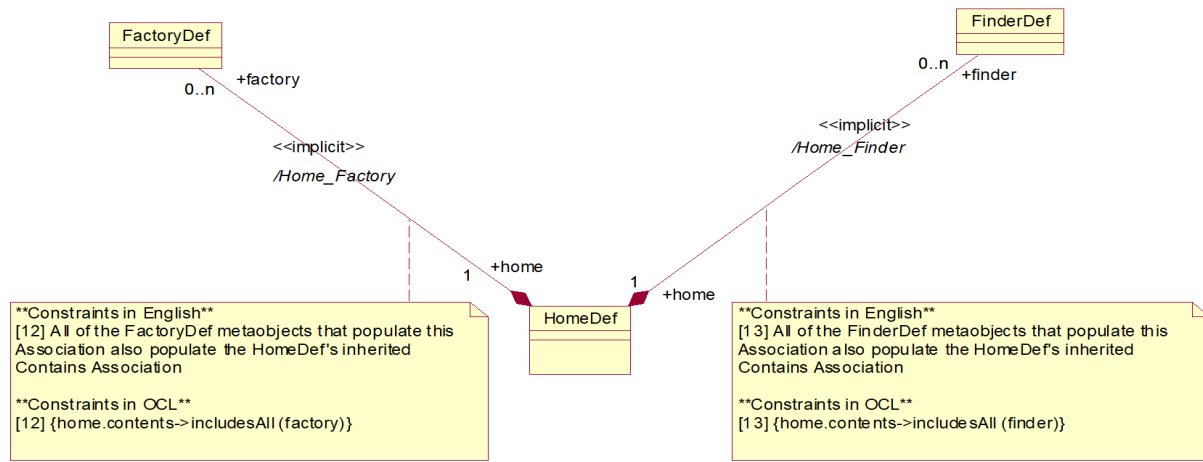 FactoryDef
FinderDef
0..n
+factory
0..n
+finder
<<implicit>>
/Home_Factory
<<implicit>>
/Home_Finder
1
+home
1
+home
HomeDef
**Constraints in English**
[12] All of the FactoryDef metaobjects that populate this
Association also populate the HomeDef's inherited
Contains Association
**Constraints in OCL**
[12] {home.contents->includesAll (factory)}
**Constraints in English**
[13] All of the FinderDef metaobjects that populate this
Association also populate the HomeDef's inherited
Contains Association
**Constraints in OCL**
[13] {home.contents->includesAll (finder)}